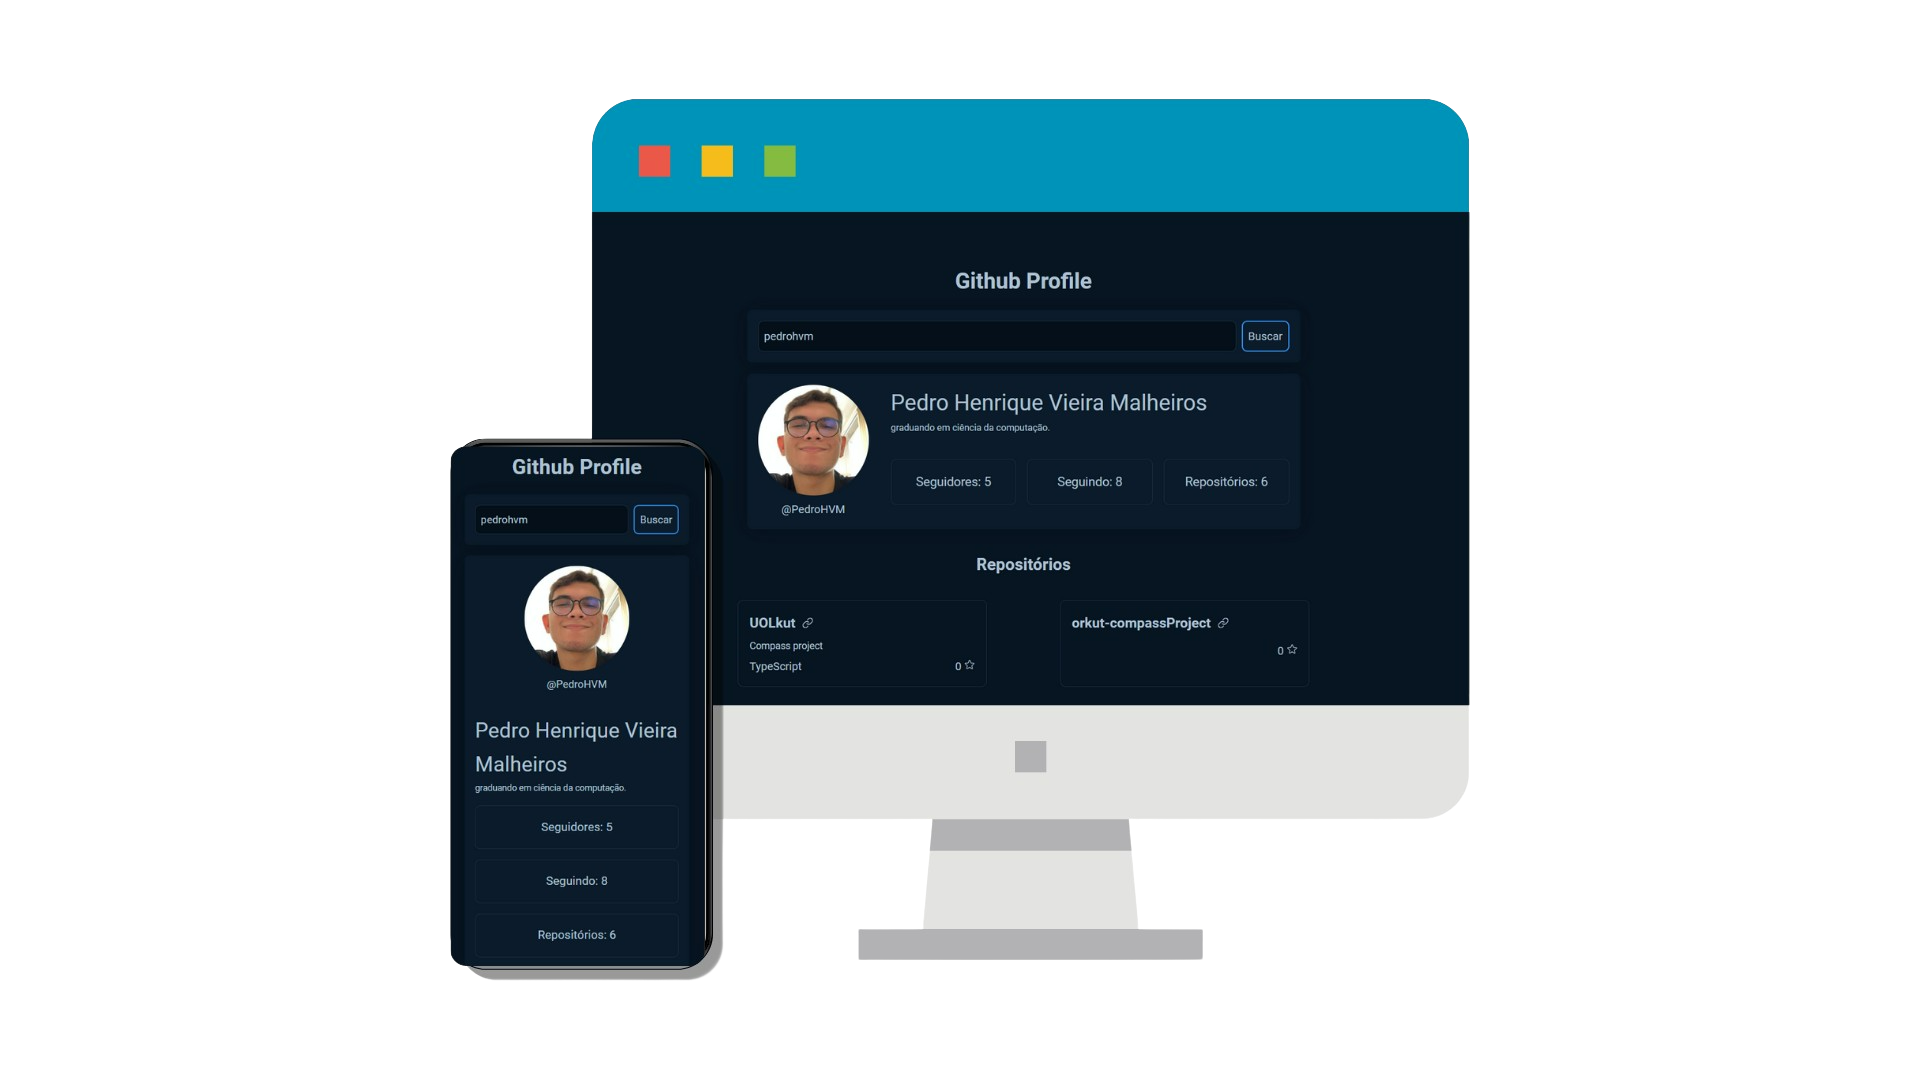 Github Profile
pedrohvm
Buscar
Pedro Henrique Vieira Malheiros
graduando em ciência da computação.
Seguidores: 5
Seguindo: 8
Repositórios: 6
@PedroHVM
Repositórios
UOLkut
Compass project
TypeScript
0
orkut-compassProject
0
Github Profile
pedrohvm
Buscar
@PedroHVM
Pedro Henrique Vieira
Malheiros
graduando em ciência da computação.
Seguidores: 5
Seguindo: 8
Repositórios: 6